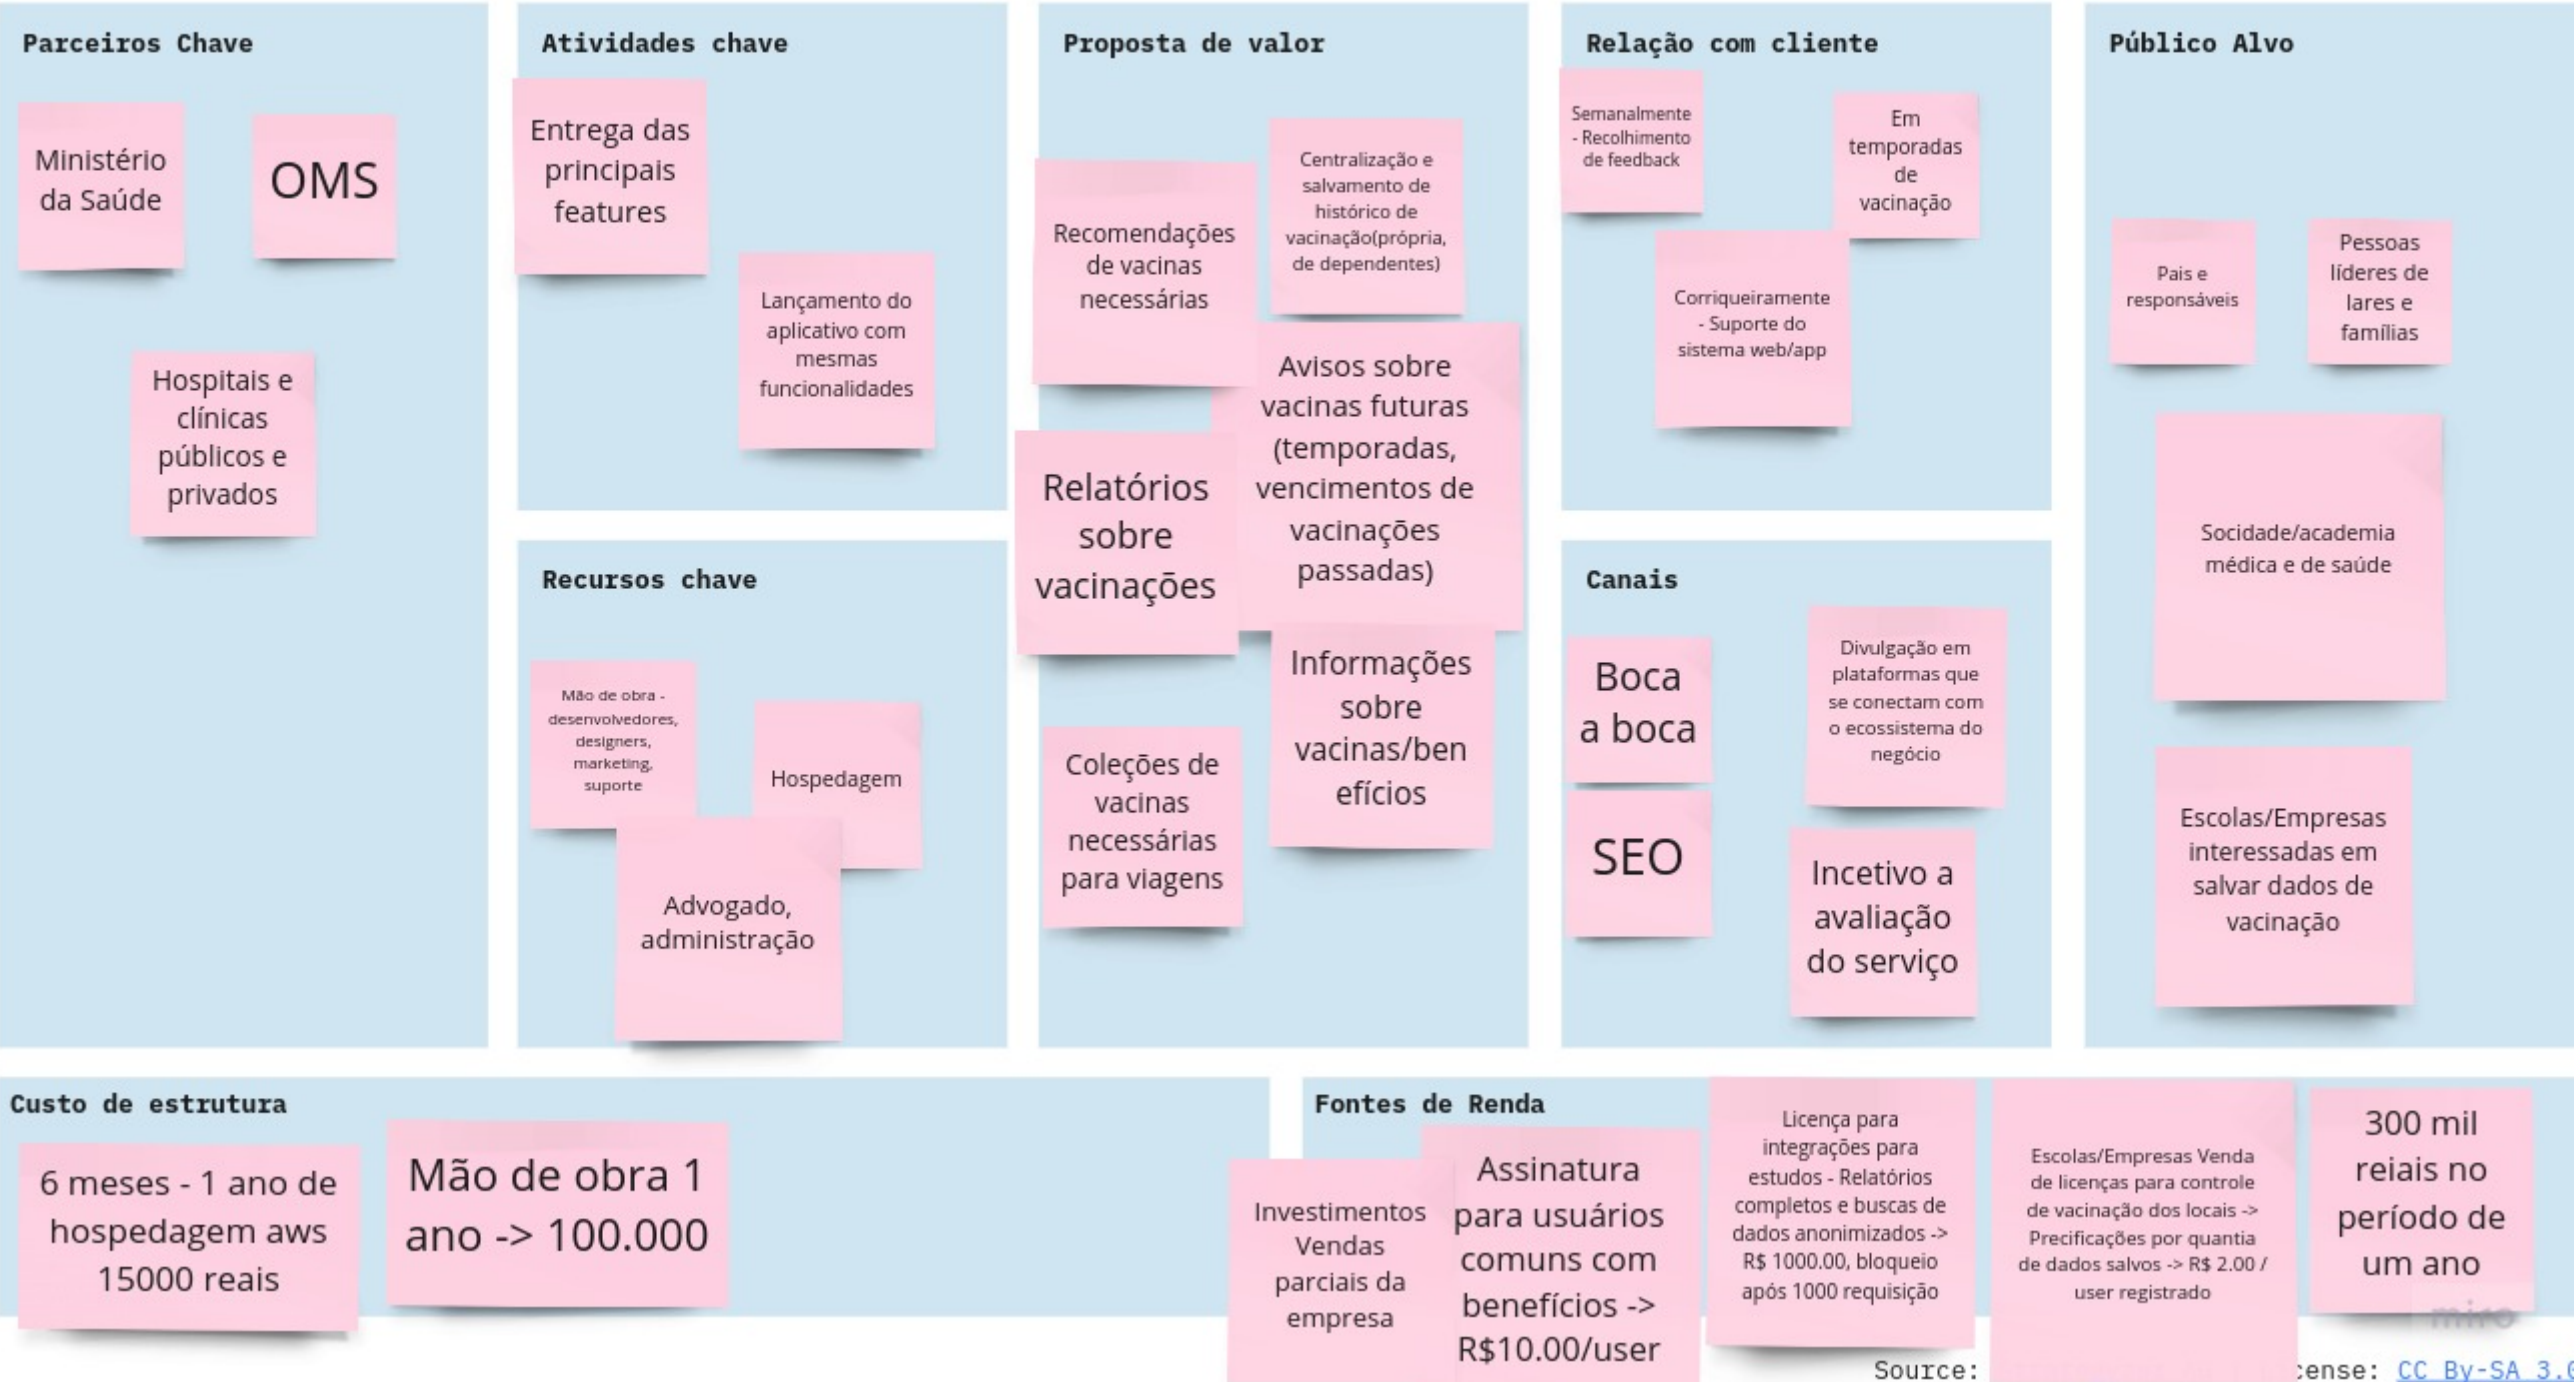 Parceiros Chave
Ministério
da Saúde
OMS
Hospitais e
clínicas
públicos e
privados
Atividades chave
Entrega das
principais
features
Lançamento do
aplicativo com
mesmas
funcionalidades
Recursos chave
Mão de obra -
desenvolvedores,
designers,
marketing,
suporte
Hospedagem
Advogado,
administração
Proposta de valor
Recomendações
de vacinas
necessárias
Centralização e
salvamento de
histórico de
vacinação(própria,
de dependentes)
Avisos sobre
vacinas futuras
(temporadas,
vencimentos de
vacinações
passadas)
Relatórios
sobre
vacinações
Informações
sobre
vacinas/ben
efícios
Coleções de
vacinas
necessárias
para viagens
Relação com cliente
Semanalmente
- Recolhimento
de feedback
Em
temporadas
de
vacinação
Corriqueiramente
- Suporte do
sistema web/app
Canais
Boca
a boca
Divulgação em
plataformas que
se conectam com
o ecossistema do
negócio
SEO
Incetivo a
avaliação
do serviço
Público Alvo
Pais e
responsáveis
Pessoas
líderes de
lares e
famílias
Socidade/academia
médica e de saúde
Escolas/Empresas
interessadas em
salvar dados de
vacinação
Custo de estrutura
6 meses - 1 ano de
hospedagem aws
15000 reais
Mão de obra 1
ano -> 100.000
Fontes de Renda
Investimentos
Vendas
parciais da
empresa
Assinatura
para usuários
comuns com
benefícios ->
R$10.00/user
Licença para
integrações para
estudos - Relatórios
completos e buscas de
dados anonimizados ->
R$ 1000.00, bloqueio
após 1000 requisição
Escolas/Empresas Venda
de licenças para controle
de vacinação dos locais ->
Precificações por quantia
de dados salvos -> R$ 2.00 /
user registrado
300 mil
reiais no
período de
um ano
miro
Source: cense: CC By-SA 3.0